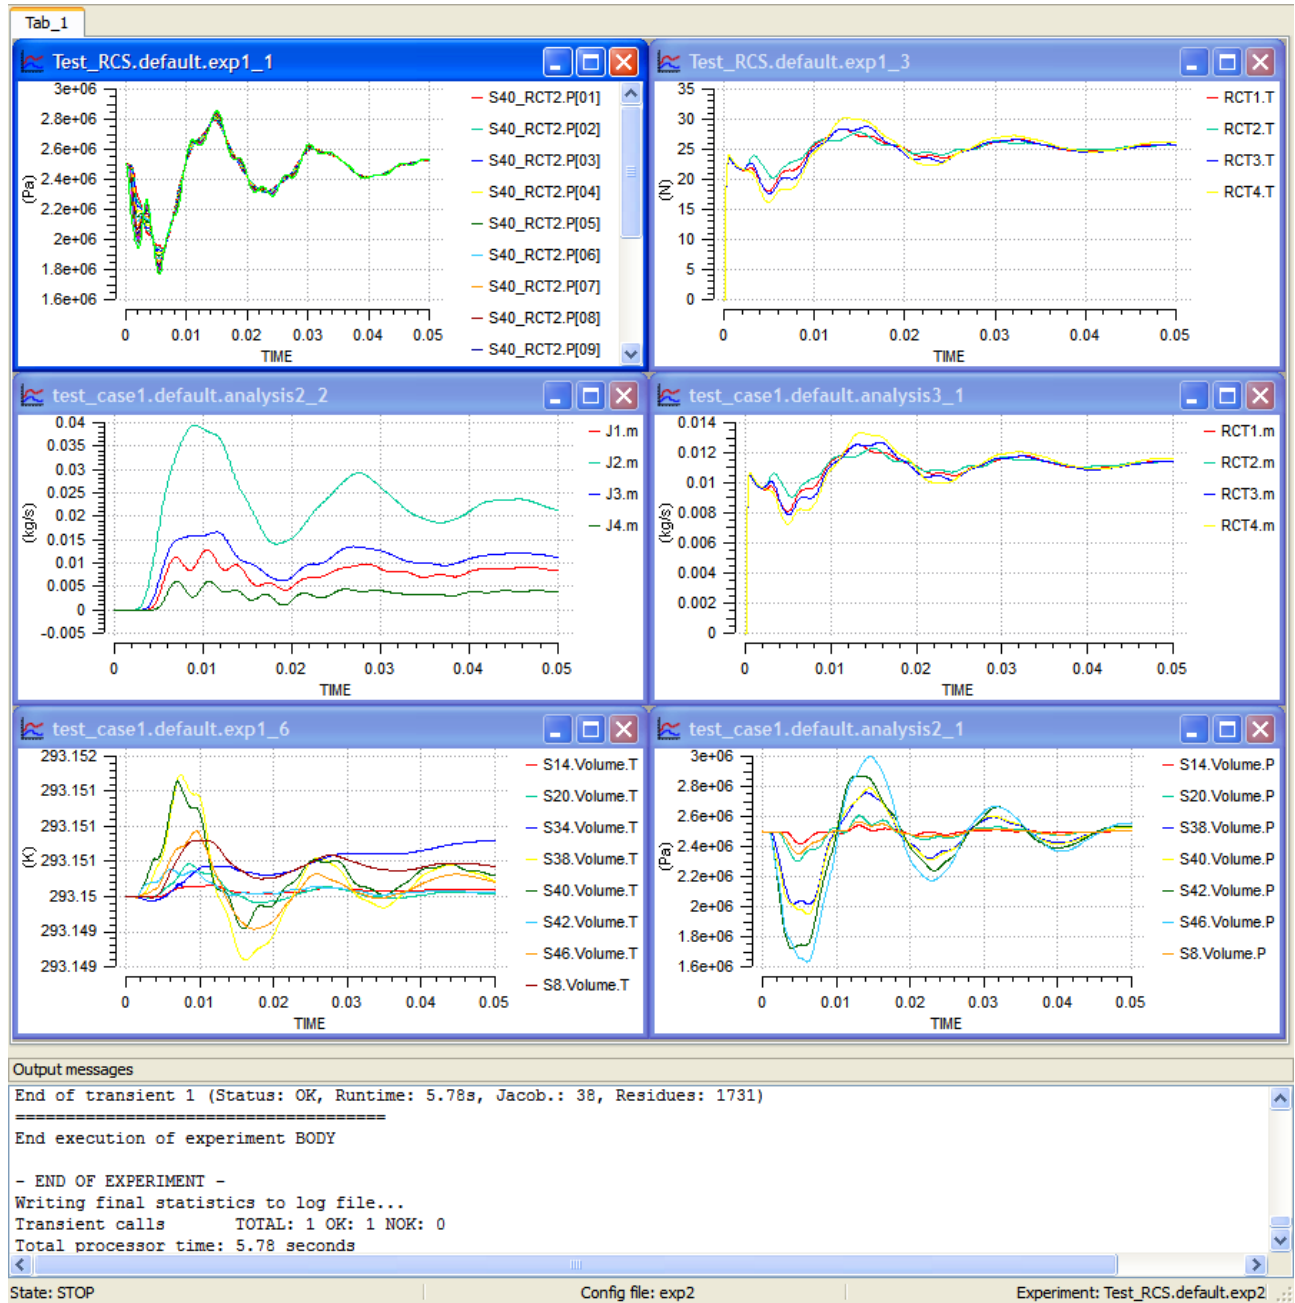 Tab_1
Test_RCS.default.exp1_1
3e+06
2.8e+06
2.6e+06
2.4e+06
2.2e+06
2e+06
1.8e+06
1.6e+06
(Pa)
0 0.01 0.02 0.03 0.04 0.05
TIME
S40_RCT2.P[01]
S40_RCT2.P[02]
S40_RCT2.P[03]
S40_RCT2.P[04]
S40_RCT2.P[05]
S40_RCT2.P[06]
S40_RCT2.P[07]
S40_RCT2.P[08]
S40_RCT2.P[09]
Test_RCS.default.exp1_3
35
30
25
20
15
10
5
0
(N)
0 0.01 0.02 0.03 0.04 0.05
TIME
RCT1.T
RCT2.T
RCT3.T
RCT4.T
test_case1.default.analysis2_2
0.04
0.035
0.03
0.025
0.02
0.015
0.01
0.005
0
-0.005
(kg/s)
0 0.01 0.02 0.03 0.04 0.05
TIME
J1.m
J2.m
J3.m
J4.m
test_case1.default.analysis3_1
0.014
0.012
0.01
0.008
0.006
0.004
0.002
0
(kg/s)
0 0.01 0.02 0.03 0.04 0.05
TIME
RCT1.m
RCT2.m
RCT3.m
RCT4.m
test_case1.default.exp1_6
293.152
293.151
293.151
293.151
293.15
293.149
293.149
(K)
0 0.01 0.02 0.03 0.04 0.05
TIME
S14.Volume.T
S20.Volume.T
S34.Volume.T
S38.Volume.T
S40.Volume.T
S42.Volume.T
S46.Volume.T
S8.Volume.T
test_case1.default.analysis2_1
3e+06
2.8e+06
2.6e+06
2.4e+06
2.2e+06
2e+06
1.8e+06
1.6e+06
(Pa)
0 0.01 0.02 0.03 0.04 0.05
TIME
S14.Volume.P
S20.Volume.P
S38.Volume.P
S40.Volume.P
S42.Volume.P
S46.Volume.P
S8.Volume.P
Output messages
End of transient 1 (Status: OK, Runtime: 5.78s, Jacob.: 38, Residues: 1731)
=====================================
End execution of experiment BODY
- END OF EXPERIMENT -
Writing final statistics to log file...
Transient calls TOTAL: 1 OK: 1 NOK: 0
Total processor time: 5.78 seconds
State: STOP Config file: exp2 Experiment: Test_RCS.default.exp2